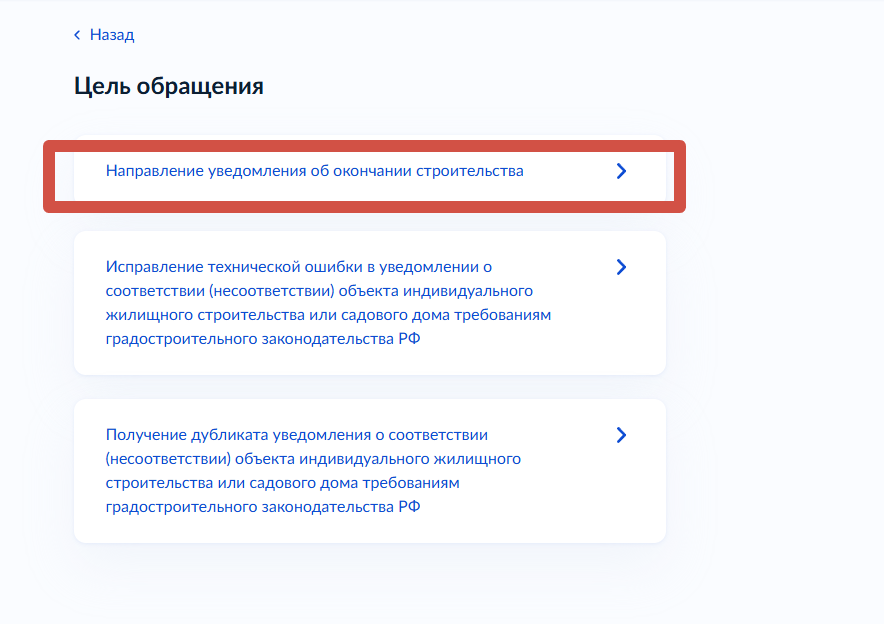 Назад
Цель обращения
Направление уведомления об окончании строительства
Исправление технической ошибки в уведомлении о
соответствии (несоответствии) объекта индивидуального
жилищного строительства или садового дома требованиям
градостроительного законодательства РФ
Получение дубликата уведомления о соответствии
(несоответствии) объекта индивидуального жилищного
строительства или садового дома требованиям
градостроительного законодательства РФ